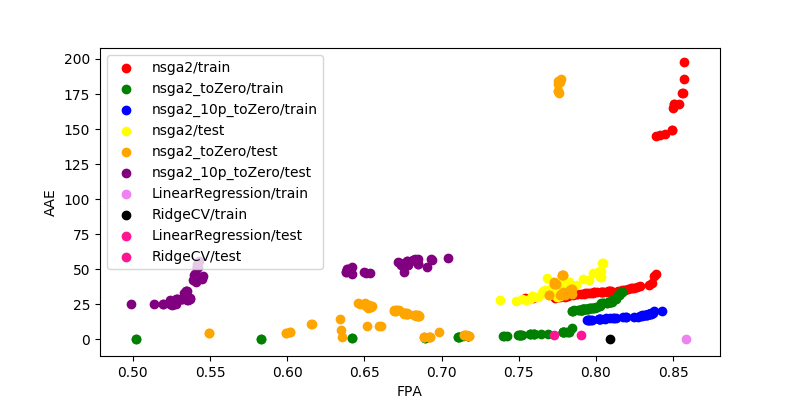 200
175
150
125
100
75
50
25
0
AAE
nsga2/train
nsga2_toZero/train
nsga2_10p_toZero/train
nsga2/test
nsga2_toZero/test
nsga2_10p_toZero/test
LinearRegression/train
RidgeCV/train
LinearRegression/test
RidgeCV/test
0.50 0.55 0.60 0.65 0.70 0.75 0.80 0.85
FPA